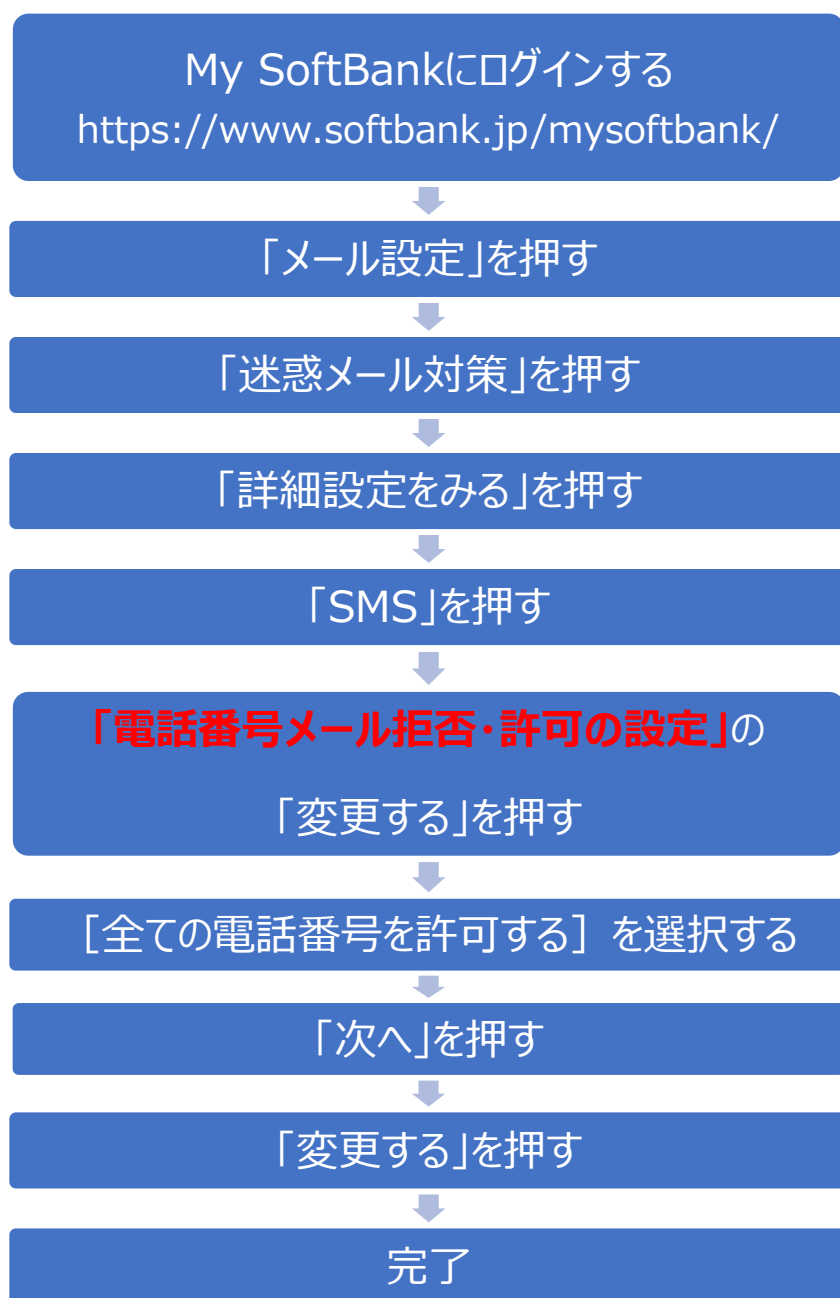 My SoftBankにログインする
https://www.softbank.jp/mysoftbank/
「メール設定」を押す
「迷惑メール対策」を押す
「詳細設定をみる」を押す
「SMS」を押す
「電話番号メール拒否･許可の設定」の
「変更する」を押す
［全ての電話番号を許可する］を選択する
「次へ」を押す
「変更する」を押す
完了